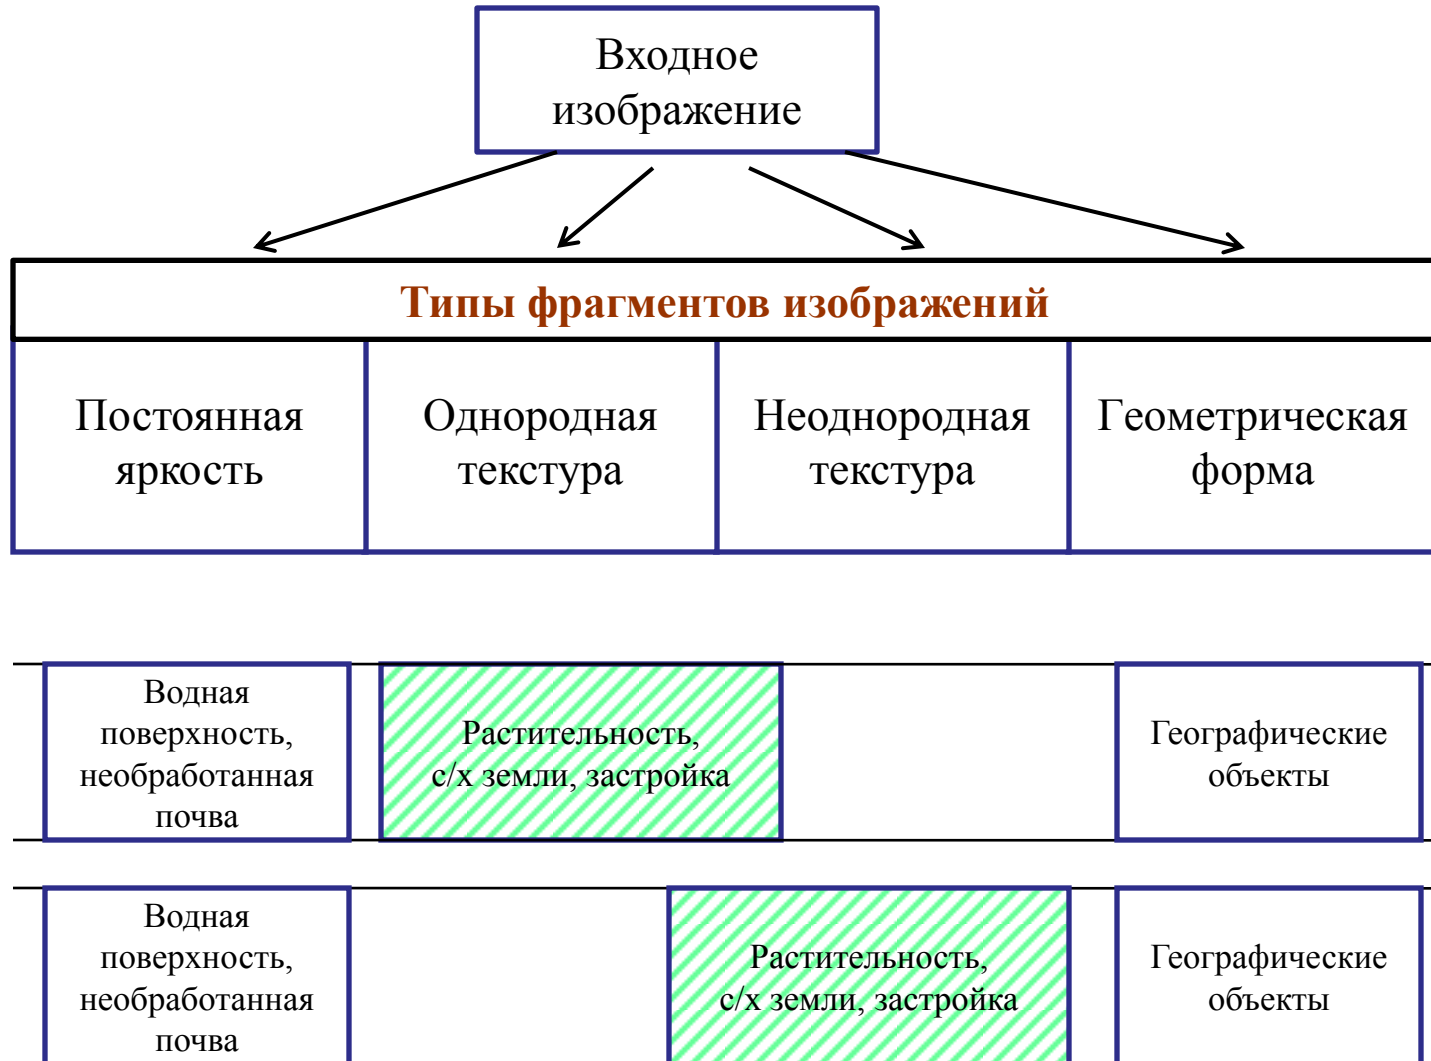 Входное
изображение
Типы фрагментов изображений
Постоянная
яркость
Однородная
текстура
Неоднородная
текстура
Геометрическая
форма
Водная
поверхность,
необработанная
почва
Растительность,
с/х земли, застройка
Географические
объекты
Водная
поверхность,
необработанная
почва
Растительность,
с/х земли, застройка
Географические
объекты